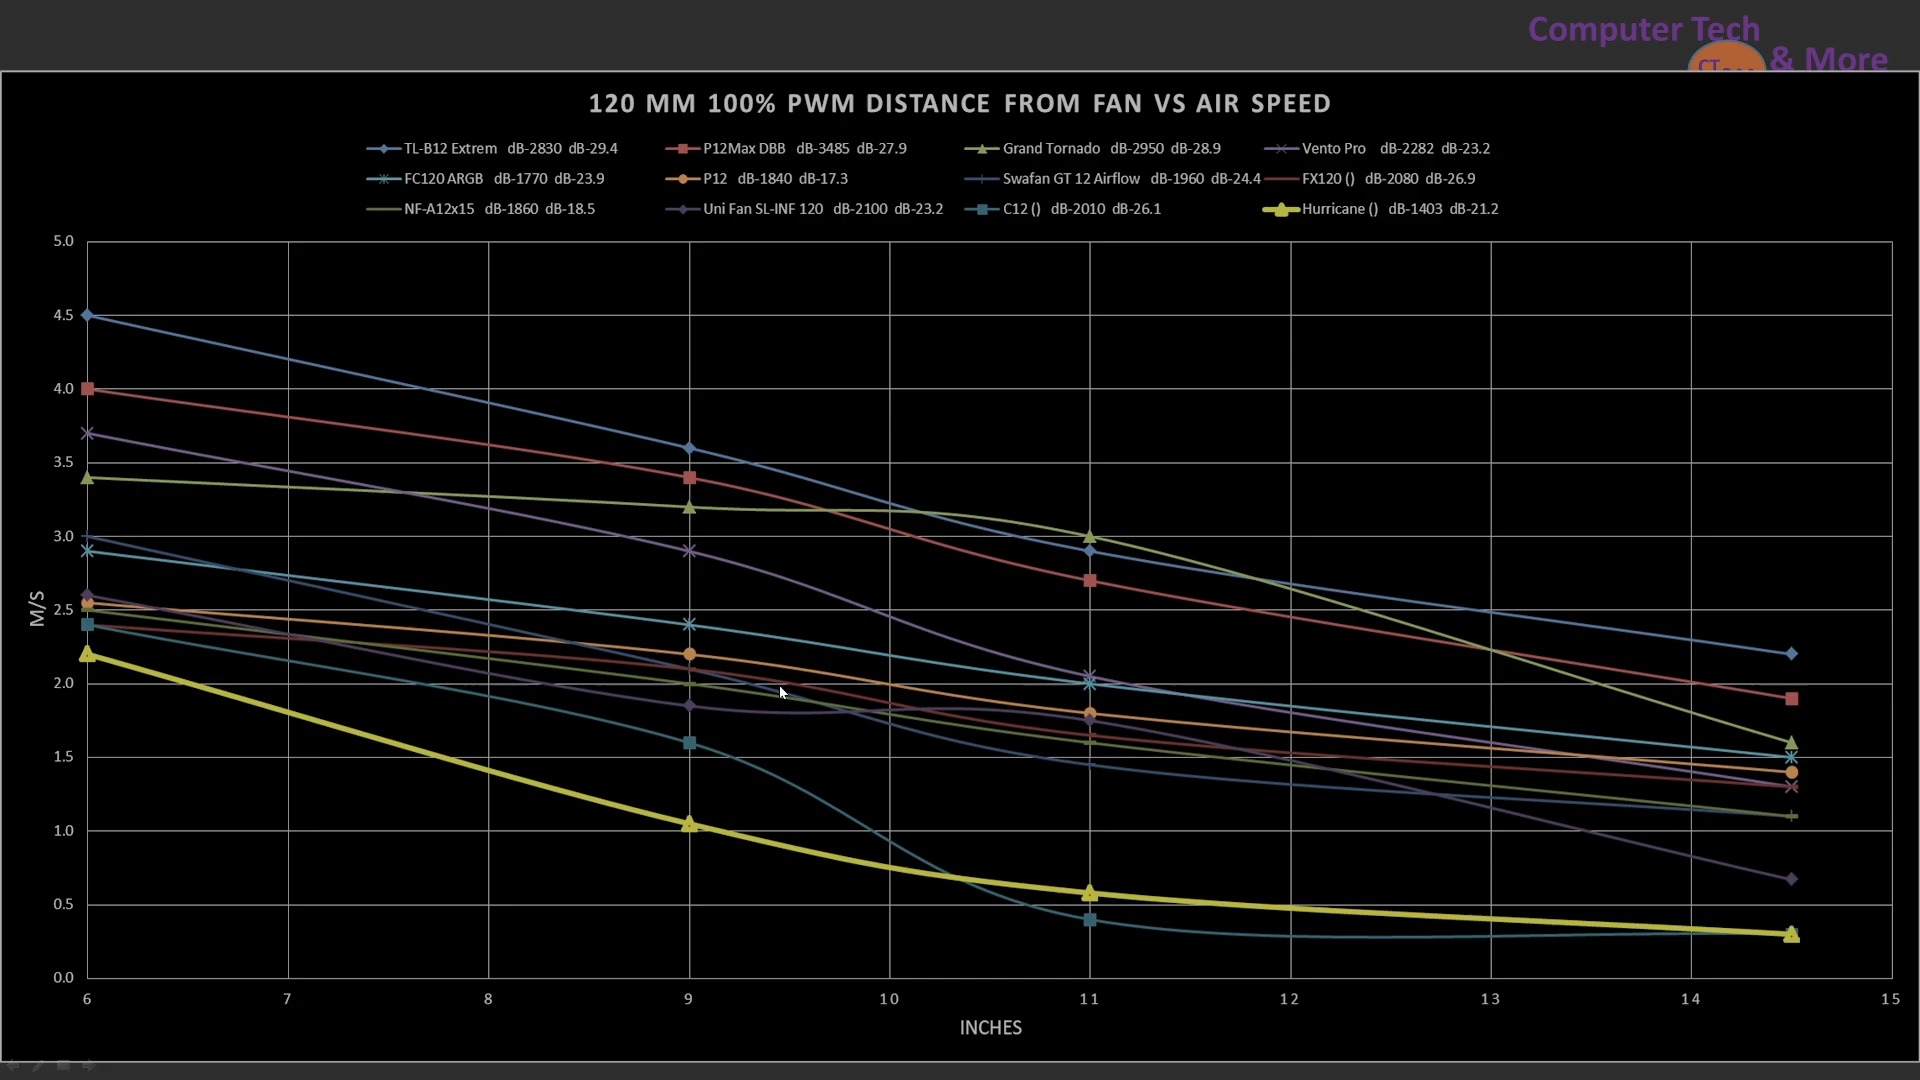 Computer Tech
& More
120 MM 100% PWM DISTANCE FROM FAN VS AIR SPEED
TL-B12 Extrem dB-2830 dB-29.4
P12Max DBB dB-3485 dB-27.9
Grand Tornado dB-2950 dB-28.9
Vento Pro dB-2282 dB-23.2
FC120 ARGB dB-1770 dB-23.9
P12 dB-1840 dB-17.3
Swafan GT 12 Airflow dB-1960 dB-24.4
FX120 () dB-2080 dB-26.9
NF-A12x15 dB-1860 dB-18.5
Uni Fan SL-INF 120 dB-2100 dB-23.2
C12 () dB-2010 dB-26.1
Hurricane () dB-1403 dB-21.2
5.0
4.5
4.0
3.5
3.0
2.5
2.0
1.5
1.0
0.5
0.0
M/S
6 7 8 9 10 11 12 13 14 15
INCHES